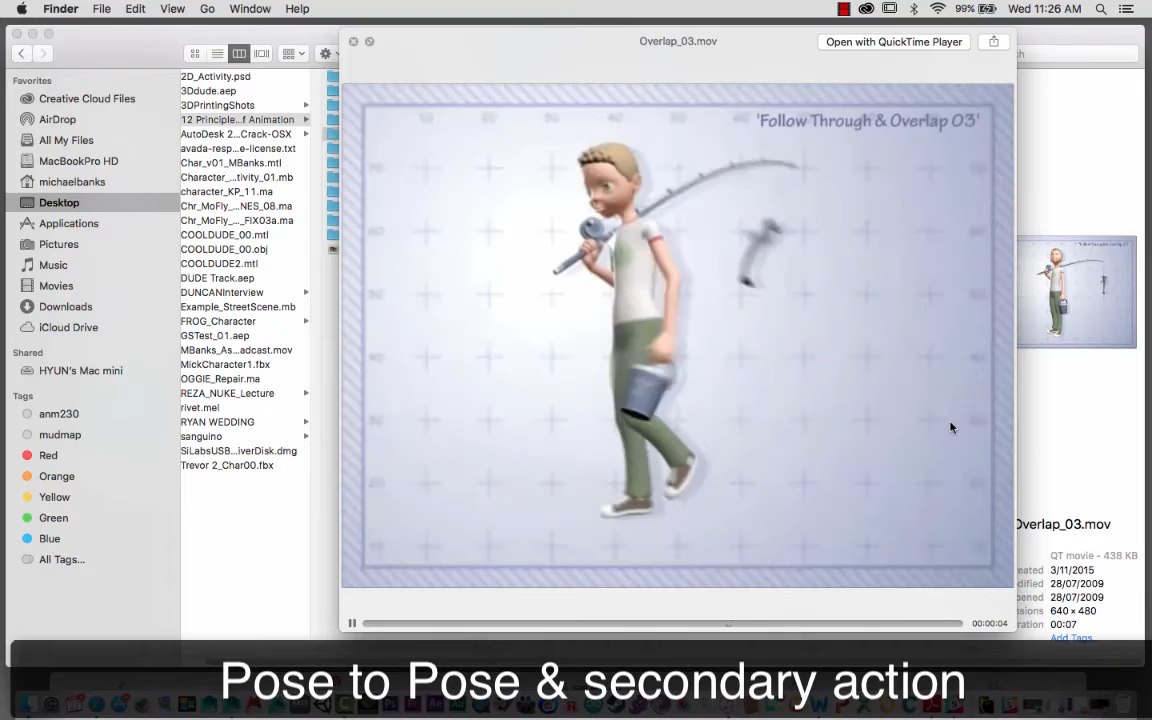 Finder File Edit View Go Window Help 99% Wed 11:26 AM
Overlap_03.mov
Open with QuickTime Player
Favorites
Creative Cloud Files
AirDrop
All My Files
MacBookPro HD
michaelbanks
Desktop
Applications
Pictures
Music
Movies
Downloads
iCloud Drive
Shared
HYUN's Mac mini
Tags
anm230
mudmap
Red
Orange
Yellow
Green
Blue
All Tags...
2D_Activity.psd
3Ddude.aep
3DPrintingShots
12 Principle...f Animation
AutoDesk 2...Crack-OSX
avada-resp...e-license.txt
Char_v01_MBanks.mtl
Character_...tivity_01.mb
character_KP_11.ma
Chr_MoFly_...NES_08.ma
Chr_MoFly_..._FIX03a.ma
COOLDUDE_00.mtl
COOLDUDE_00.obj
COOLDUDE2.mtl
DUDE Track.aep
DUNCANInterview
Example_StreetScene.mb
FROG_Character
GSTest_01.aep
MBanks_As...adcast.mov
MickCharacter1.fbx
OGGIE_Repair.ma
REZA_NUKE_Lecture
rivet.mel
RYAN WEDDING
sanguino
SiLabsUSB...iverDisk.dmg
Trevor 2_Char00.fbx
'Follow Through & Overlap 03'
00:00:04
Overlap_03.mov
QT movie - 438 KB
eated 3/11/2015
dified 28/07/2009
pened 28/07/2009
nsions 640 × 480
ration 00:07
Add Tags...
Pose to Pose & secondary action